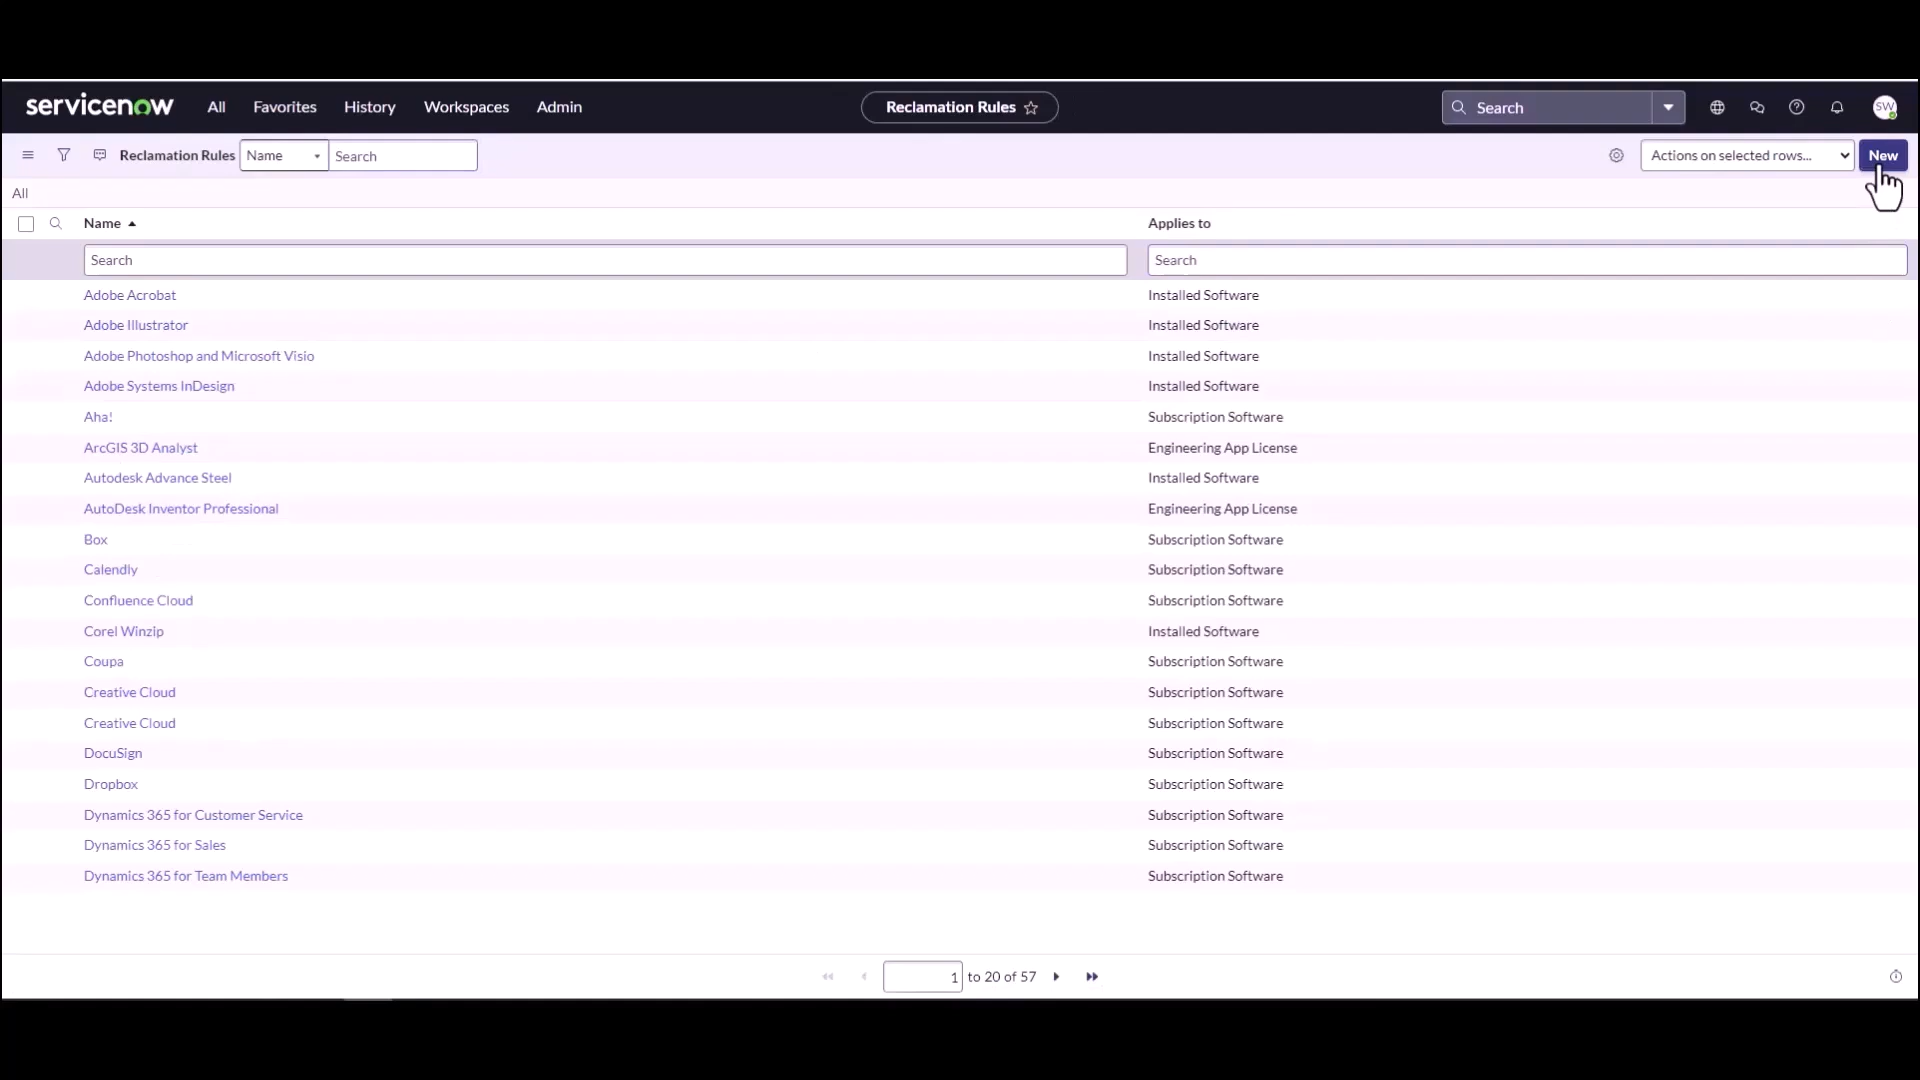 servicenow All Favorites History Workspaces Admin Reclamation Rules Search SW
Reclamation Rules Name Search Actions on selected rows... New
All
Name Applies to
Search Search
Adobe Acrobat Installed Software
Adobe Illustrator Installed Software
Adobe Photoshop and Microsoft Visio Installed Software
Adobe Systems InDesign Installed Software
Aha! Subscription Software
ArcGIS 3D Analyst Engineering App License
Autodesk Advance Steel Installed Software
AutoDesk Inventor Professional Engineering App License
Box Subscription Software
Calendly Subscription Software
Confluence Cloud Subscription Software
Corel Winzip Installed Software
Coupa Subscription Software
Creative Cloud Subscription Software
Creative Cloud Subscription Software
DocuSign Subscription Software
Dropbox Subscription Software
Dynamics 365 for Customer Service Subscription Software
Dynamics 365 for Sales Subscription Software
Dynamics 365 for Team Members Subscription Software
1 to 20 of 57